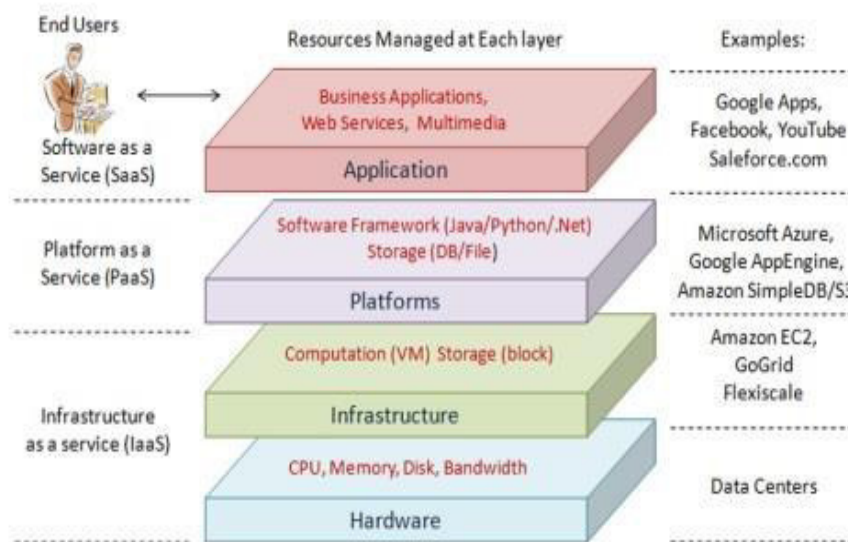 End Users
Resources Managed at Each layer
Examples:
Business Applications,
Web Services, Multimedia
Application
Software as a
Service (SaaS)
Google Apps,
Facebook, YouTube
Saleforce.com
Software Framework (Java/Python/.Net)
Storage (DB/File)
Platforms
Platform as a
Service (PaaS)
Microsoft Azure,
Google AppEngine,
Amazon SimpleDB/S3
Computation (VM) Storage (block)
Infrastructure
Amazon EC2,
GoGrid
Flexiscale
Infrastructure
as a service (IaaS)
CPU, Memory, Disk, Bandwidth
Hardware
Data Centers